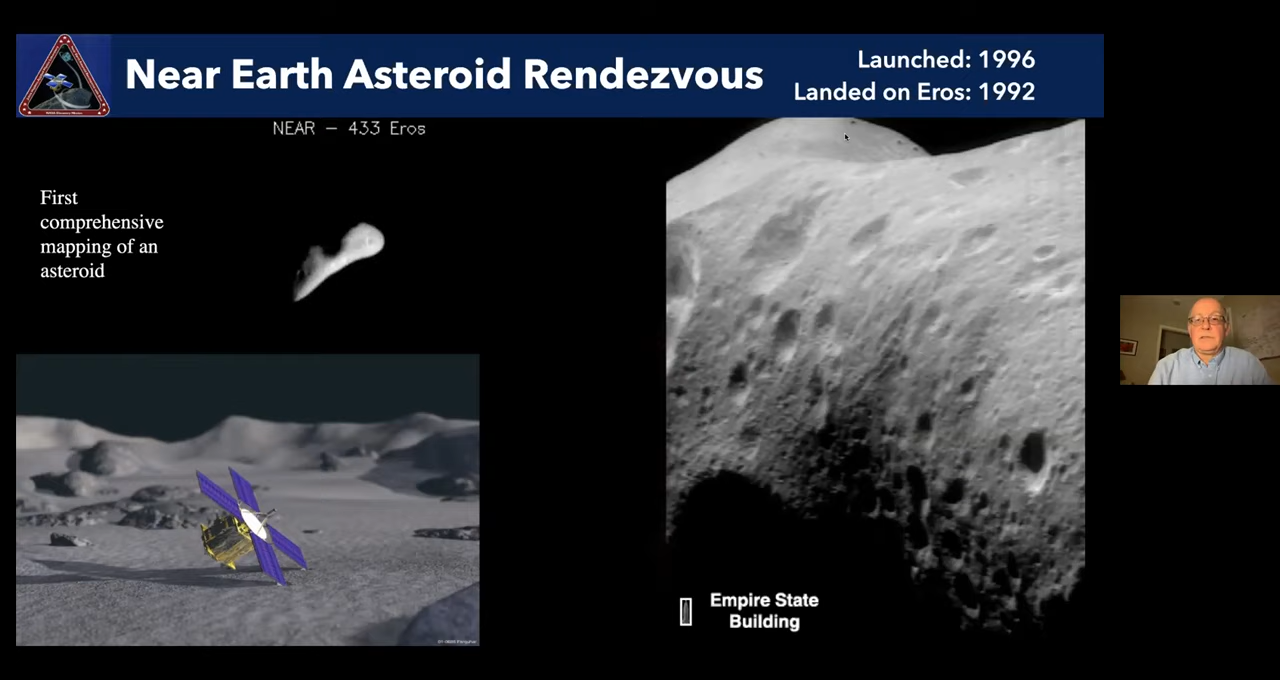 Near Earth Asteroid Rendezvous
Launched: 1996
Landed on Eros: 1992
NEAR – 433 Eros
First
comprehensive
mapping of an
asteroid
Empire State
Building